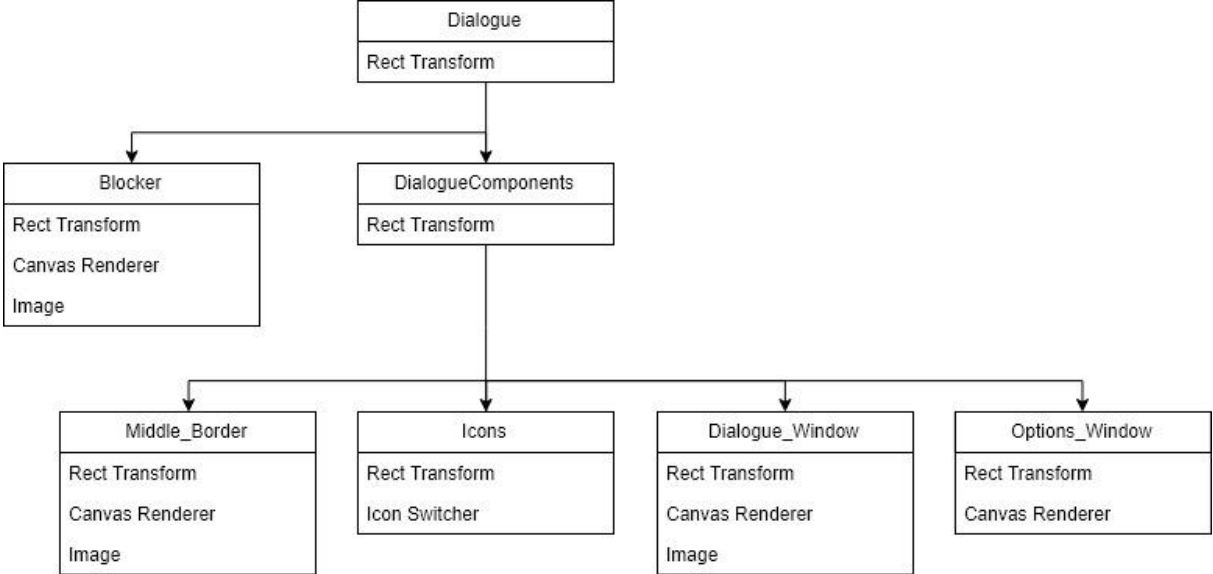 Dialogue
Rect Transform
Blocker
Rect Transform
Canvas Renderer
Image
DialogueComponents
Rect Transform
Middle_Border
Rect Transform
Canvas Renderer
Image
Icons
Rect Transform
Icon Switcher
Dialogue_Window
Rect Transform
Canvas Renderer
Image
Options_Window
Rect Transform
Canvas Renderer